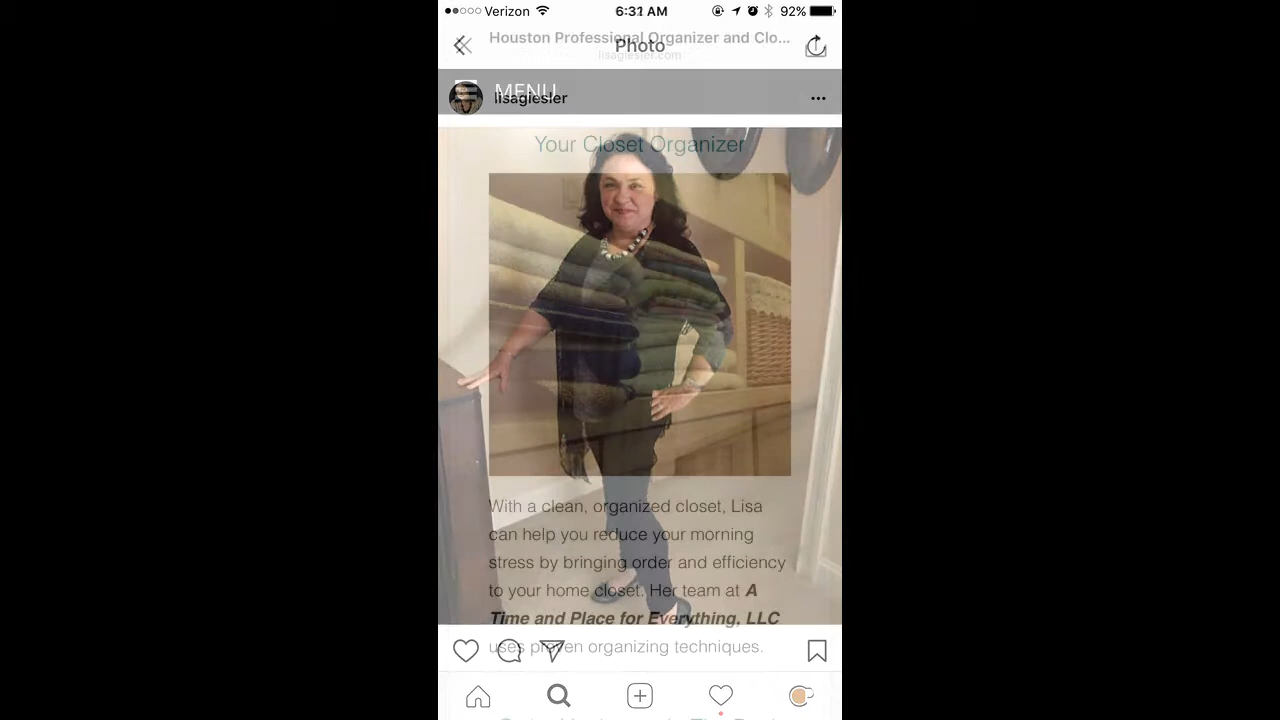 Verizon 6:31 AM 92%
Houston Professional Organizer and Clo...
Photo
lisagiesler.com
MENU
lisagiesler
Your Closet Organizer
With a clean, organized closet, Lisa
can help you reduce your morning
stress by bringing order and efficiency
to your home closet. Her team at A
Time and Place for Everything, LLC
uses proven organizing techniques.